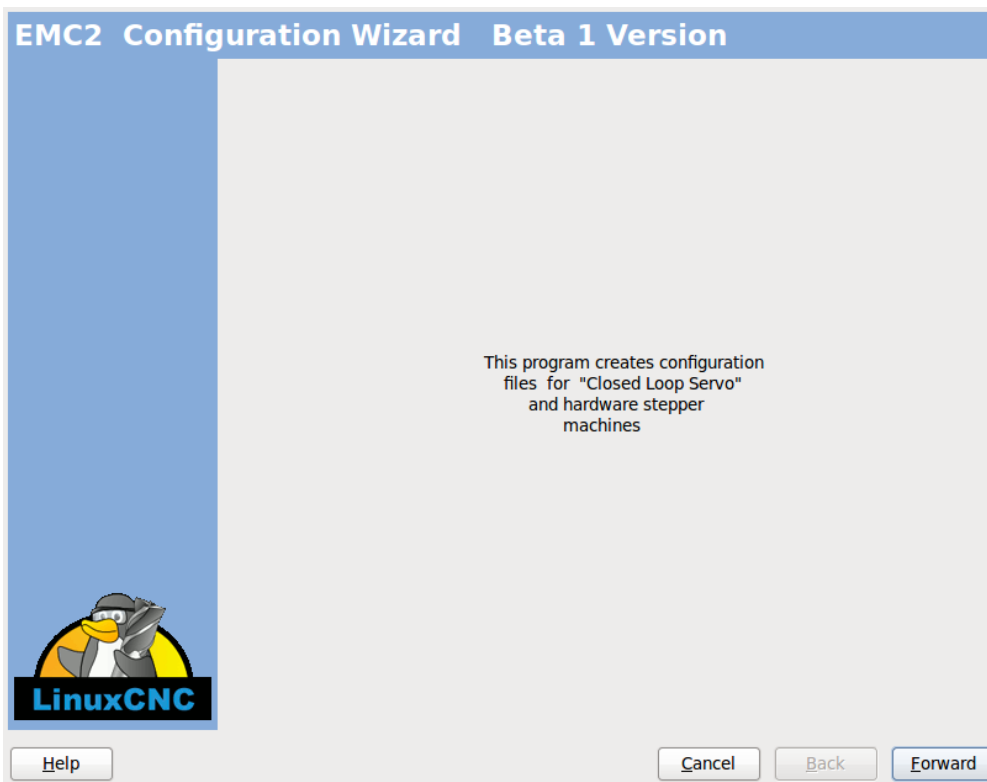 EMC2 Configuration Wizard Beta 1 Version
This program creates configuration
files for "Closed Loop Servo"
and hardware stepper
machines
LinuxCNC
Help
Cancel
Back
Forward